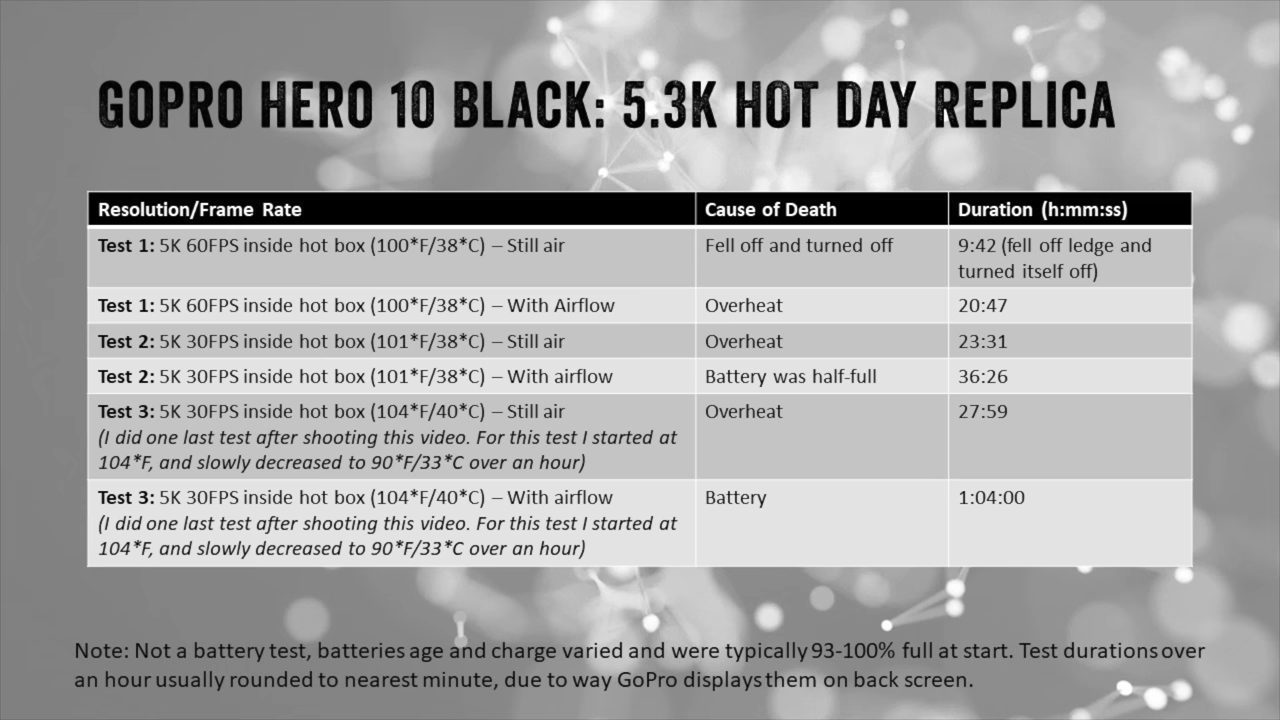 GOPRO HERO 10 BLACK: 5.3K HOT DAY REPLICA
Resolution/Frame Rate Cause of Death Duration (h:mm:ss)
Test 1: 5K 60FPS inside hot box (100*F/38*C) – Still air Fell off and turned off 9:42 (fell off ledge and
turned itself off)
Test 1: 5K 60FPS inside hot box (100*F/38*C) – With Airflow Overheat 20:47
Test 2: 5K 30FPS inside hot box (101*F/38*C) – Still air Overheat 23:31
Test 2: 5K 30FPS inside hot box (101*F/38*C) – With airflow Battery was half-full 36:26
Test 3: 5K 30FPS inside hot box (104*F/40*C) – Still air Overheat 27:59
(I did one last test after shooting this video. For this test I started at
104*F, and slowly decreased to 90*F/33*C over an hour)
Test 3: 5K 30FPS inside hot box (104*F/40*C) – With airflow Battery 1:04:00
(I did one last test after shooting this video. For this test I started at
104*F, and slowly decreased to 90*F/33*C over an hour)
Note: Not a battery test, batteries age and charge varied and were typically 93-100% full at start. Test durations over
an hour usually rounded to nearest minute, due to way GoPro displays them on back screen.